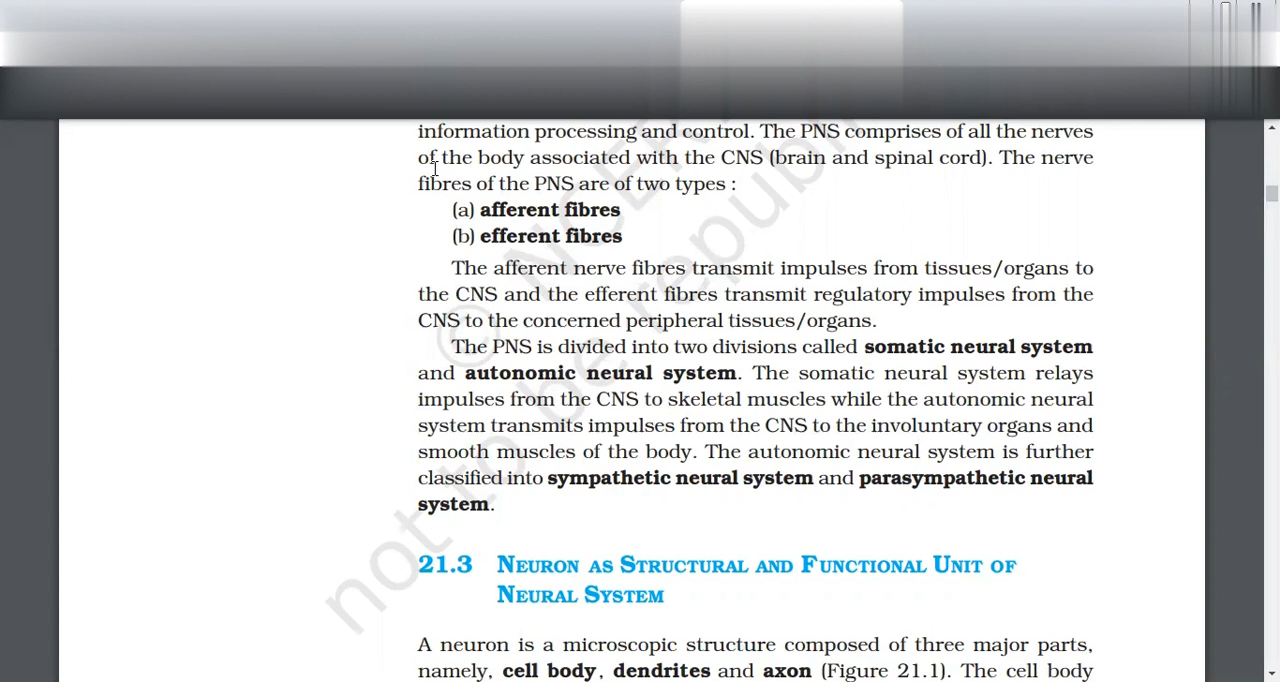 information processing and control. The PNS comprises of all the nerves
of the body associated with the CNS (brain and spinal cord). The nerve
fibres of the PNS are of two types :
(a) afferent fibres
(b) efferent fibres
The afferent nerve fibres transmit impulses from tissues/organs to
the CNS and the efferent fibres transmit regulatory impulses from the
CNS to the concerned peripheral tissues/organs.
The PNS is divided into two divisions called somatic neural system
and autonomic neural system. The somatic neural system relays
impulses from the CNS to skeletal muscles while the autonomic neural
system transmits impulses from the CNS to the involuntary organs and
smooth muscles of the body. The autonomic neural system is further
classified into sympathetic neural system and parasympathetic neural
system.
21.3 NEURON AS STRUCTURAL AND FUNCTIONAL UNIT OF
NEURAL SYSTEM
A neuron is a microscopic structure composed of three major parts,
namely, cell body, dendrites and axon (Figure 21.1). The cell body
© NCER
not to be republi